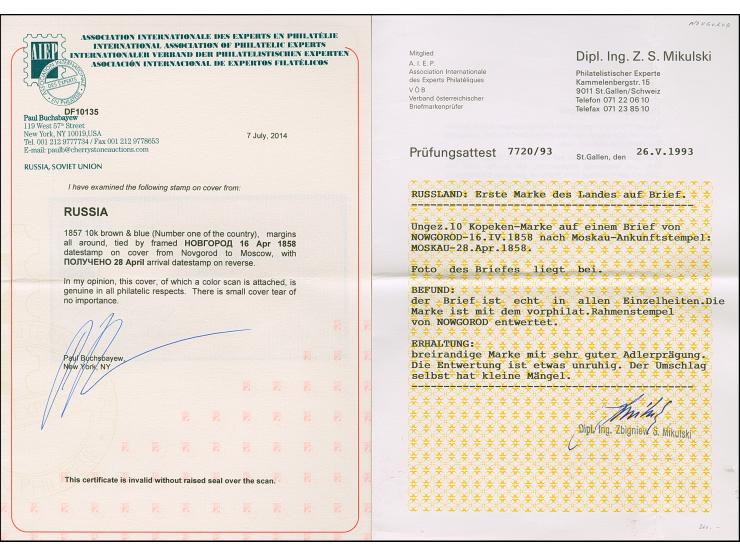 ASSOCIATION INTERNATIONALE DES EXPERTS EN PHILATÉLIE
INTERNATIONAL ASSOCIATION OF PHILATELIC EXPERTS
INTERNATIONALER VERBAND DER PHILATELISTISCHEN EXPERTEN
ASOCIACIÓN INTERNACIONAL DE EXPERTOS FILATÉLICOS
AIEP
DF10135
Paul Buchsbayew
119 West 57th Street
New York, NY 10019,USA
Tel. 001 212 9777734 / Fax 001 212 9778653
E-mail: paulb@cherrystoneauctions.com
7 July, 2014
RUSSIA, SOVIET UNION
I have examined the following stamp on cover from:
RUSSIA
1857 10k brown & blue (Number one of the country), margins
all around, tied by framed НОВГОРОД 16 Apr 1858
datestamp on cover from Novgorod to Moscow, with
ПОЛУЧЕНО 28 April arrival datestamp on reverse.
In my opinion, this cover, of which a color scan is attached, is
genuine in all philatelic respects. There is small cover tear of
no importance.
Paul Buchsbayew,
New York, NY
This certificate is invalid without raised seal over the scan.
NOVGOROD
Mitglied
A. I. E. P.
Association Internationale
des Experts Philatéliques
V Ö B
Verband österreichischer
Briefmarkenprüfer
Dipl. Ing. Z. S. Mikulski
Philatelistischer Experte
Kammelenbergstr. 15
9011 St.Gallen/Schweiz
Telefon 071 22 06 10
Telefax 071 23 85 10
Prüfungsattest 7720/93 St.Gallen, den 26.V.1993
RUSSLAND: Erste Marke des Landes auf Brief.
Ungez.10 Kopeken-Marke auf einem Brief von
NOWGOROD-16.IV.1858 nach Moskau-Ankunftstempel:
MOSKAU-28.Apr.1858.
Foto des Briefes liegt bei.
BEFUND:
der Brief ist echt in allen Einzelheiten.Die
Marke ist mit dem vorphilat.Rahmenstempel
von NOWGOROD entwertet.
ERHALTUNG:
breirandige Marke mit sehr guter Adlerprägung.
Die Entwertung ist etwas unruhig. Der Umschlag
selbst hat kleine Mängel.
Dipl. Ing. Zbigniew S. Mikulski